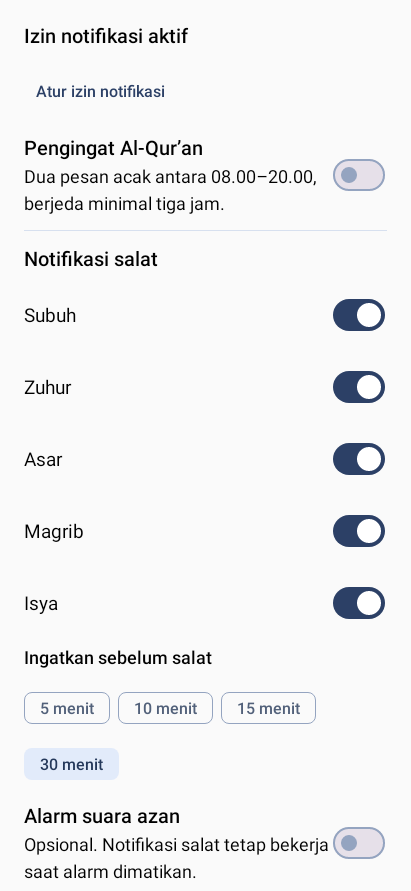 Izin notifikasi aktif
Atur izin notifikasi
Pengingat Al-Qur’an
Dua pesan acak antara 08.00–20.00,
berjeda minimal tiga jam.
Notifikasi salat
Subuh
Zuhur
Asar
Magrib
Isya
Ingatkan sebelum salat
5 menit 10 menit 15 menit
30 menit
Alarm suara azan
Opsional. Notifikasi salat tetap bekerja
saat alarm dimatikan.